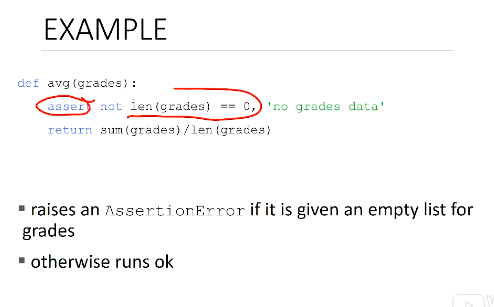 EXAMPLE
def avg(grades):
assert not len(grades) == 0, 'no grades data'
return sum(grades)/len(grades)
▪ raises an AssertionError if it is given an empty list for
grades
▪ otherwise runs ok